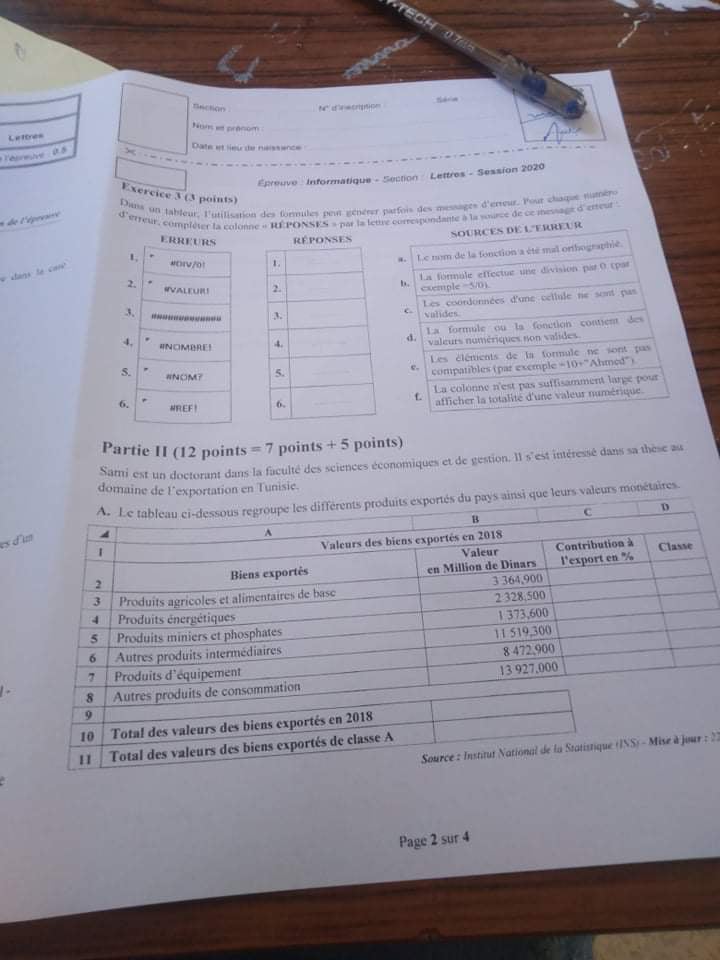 -TECH 0.7
Lettres
l'épreuve : 0.5
s de l'épreuve
e dans la case
es d'un
Section N° d'inscription : Série
Nom et prénom :
Date et lieu de naissance :
Épreuve : Informatique - Section : Lettres - Session 2020
Exercice 3 (3 points)
Dans un tableur, l'utilisation des formules peut générer parfois des messages d'erreur. Pour chaque numéro
d'erreur, compléter la colonne « RÉPONSES » par la lettre correspondante à la source de ce message d'erreur :
ERREURS
1. #DIV/0!
2. #VALEUR!
3. #############
4. #NOMBRE!
5. #NOM?
6. #REF!
RÉPONSES
1.
2.
3.
4.
5.
6.
SOURCES DE L'ERREUR
a. Le nom de la fonction a été mal orthographié.
b. La formule effectue une division par 0 (par
exemple =5/0).
c. Les coordonnées d'une cellule ne sont pas
valides.
d. La formule ou la fonction contient des
valeurs numériques non valides.
e. Les éléments de la formule ne sont pas
compatibles (par exemple =10+"Ahmed").
f. La colonne n'est pas suffisamment large pour
afficher la totalité d'une valeur numérique.
Partie II (12 points = 7 points + 5 points)
Sami est un doctorant dans la faculté des sciences économiques et de gestion. Il s'est intéressé dans sa thèse au
domaine de l'exportation en Tunisie.
A. Le tableau ci-dessous regroupe les différents produits exportés du pays ainsi que leurs valeurs monétaires.
A B C D
1 Valeurs des biens exportés en 2018
2 Biens exportés Valeur en Million de Dinars Contribution à l'export en % Classe
3 Produits agricoles et alimentaires de base 3 364,900
4 Produits énergétiques 2 328,500
5 Produits miniers et phosphates 1 373,600
6 Autres produits intermédiaires 11 519,300
7 Produits d'équipement 8 472,900
8 Autres produits de consommation 13 927,000
9
10 Total des valeurs des biens exportés en 2018
11 Total des valeurs des biens exportés de classe A
Source : Institut National de la Statistique (INS) - Mise à jour : 22
Page 2 sur 4